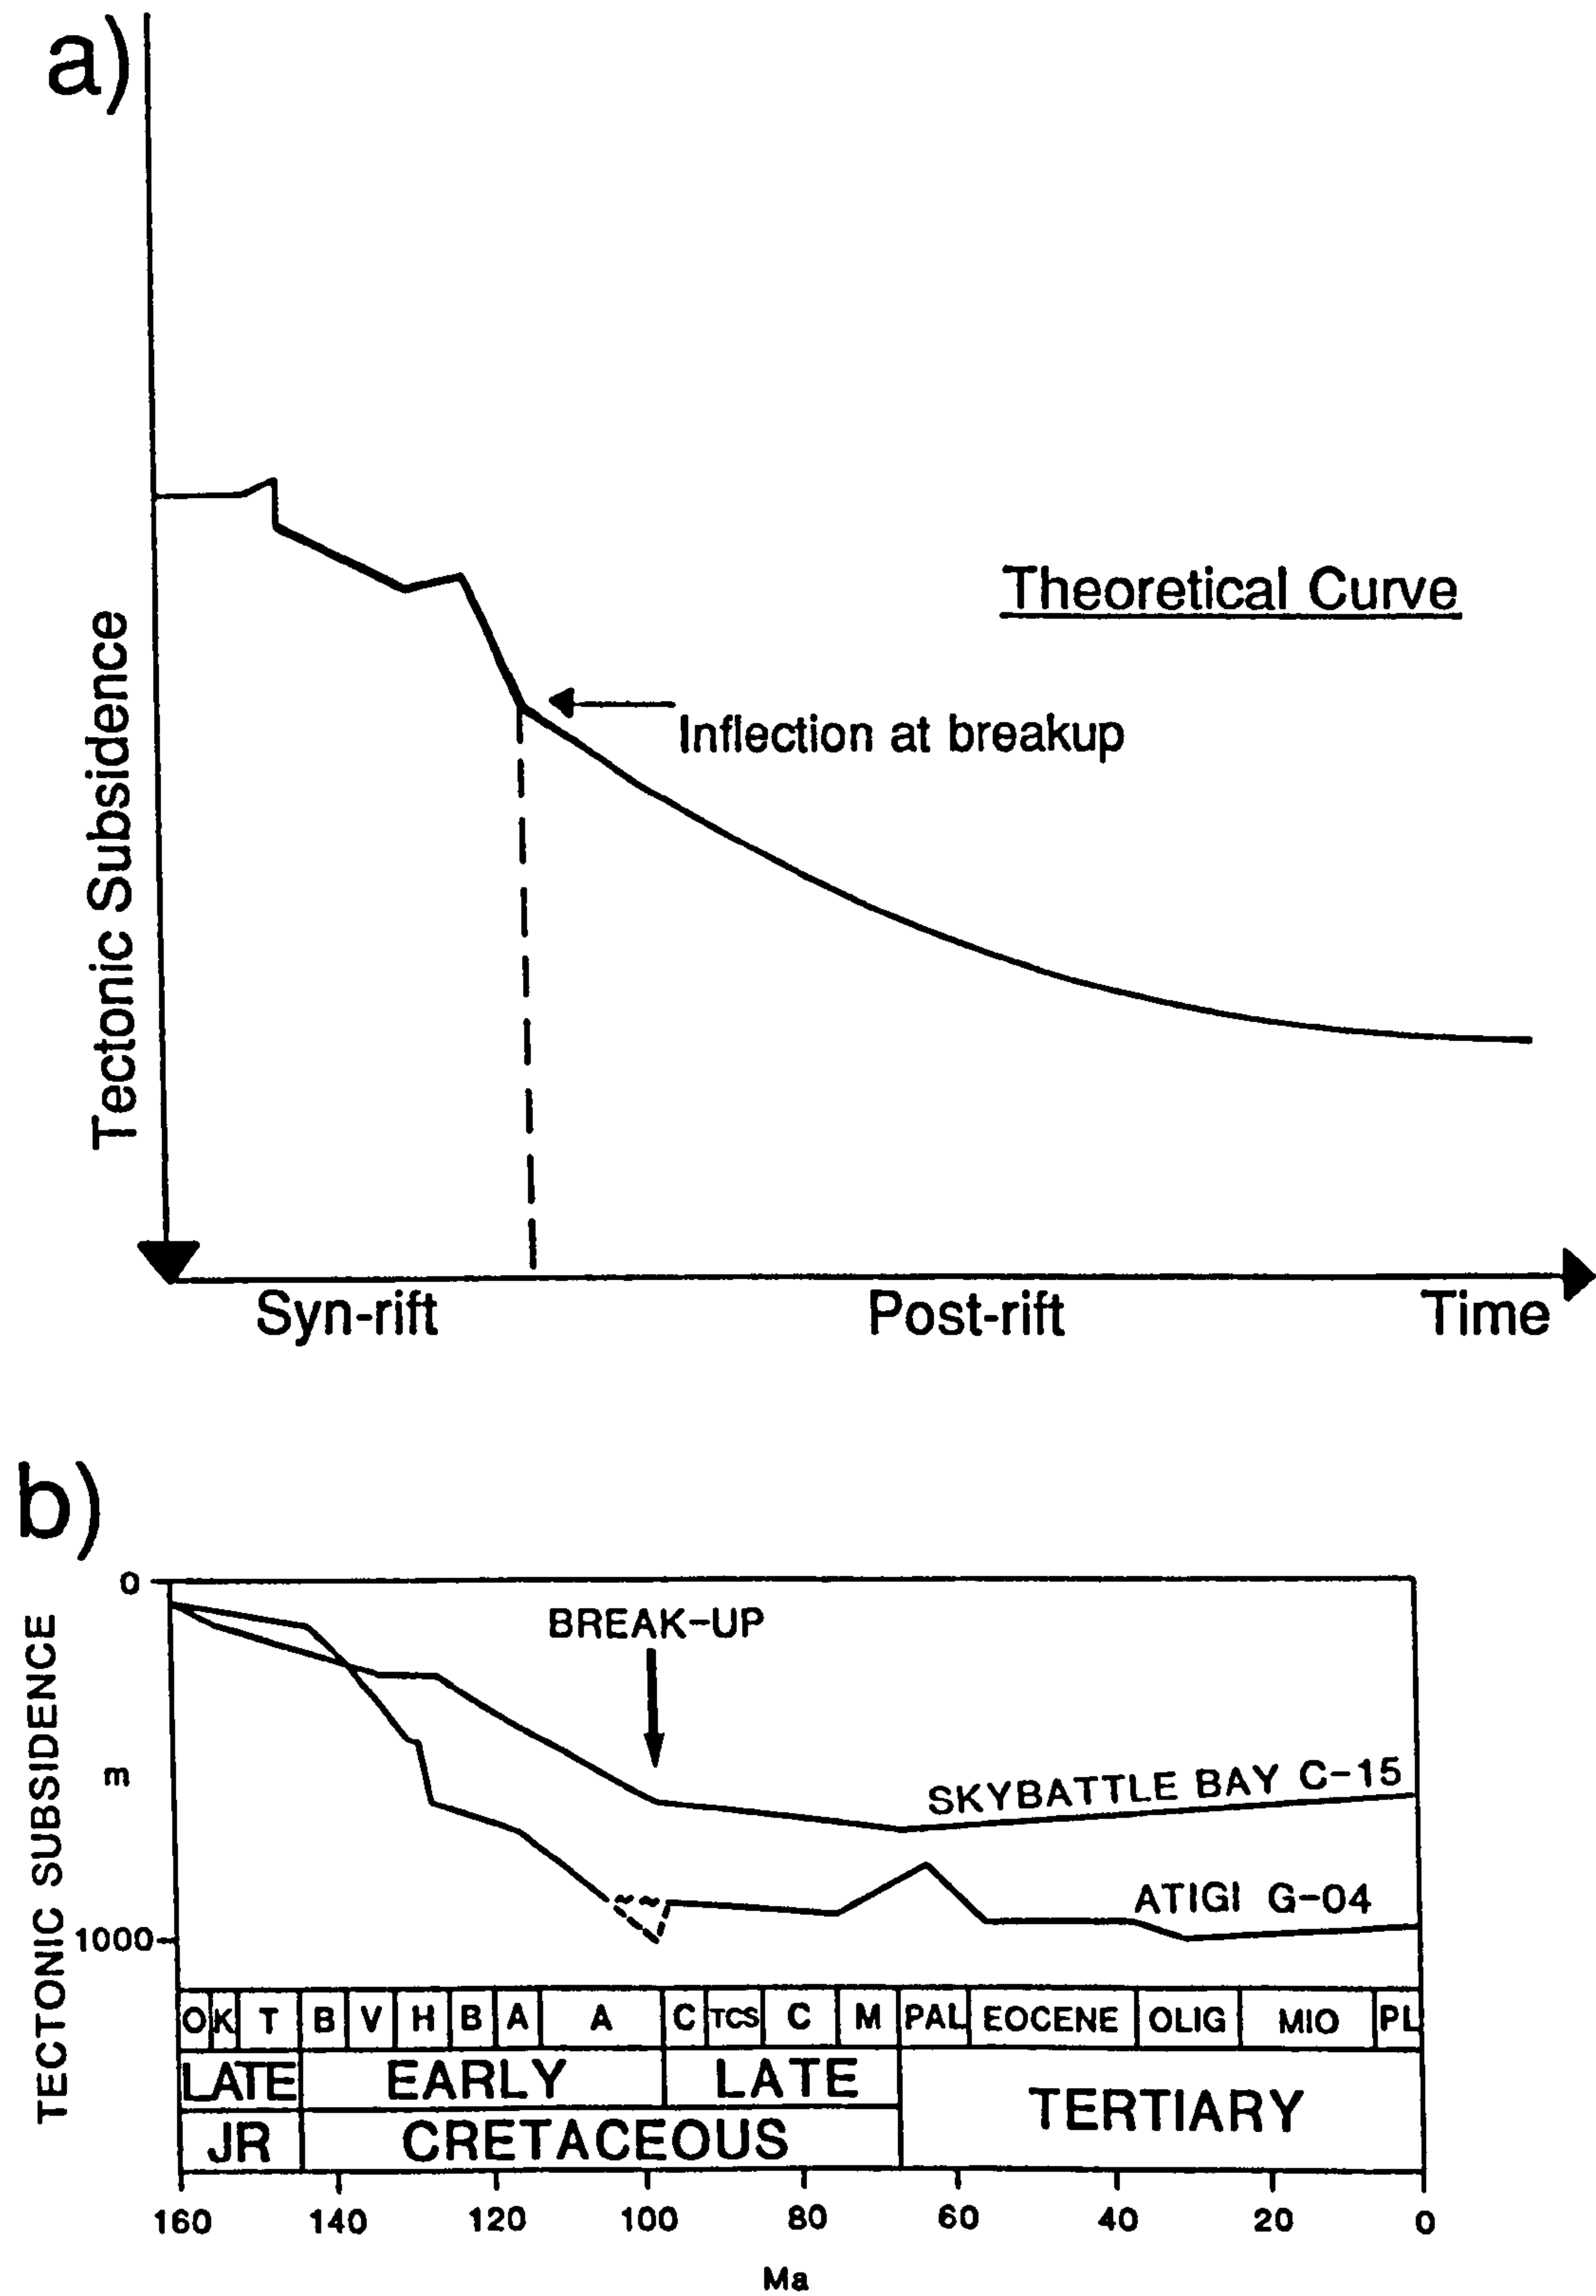 a)
Tectonic Subsidence
Theoretical Curve
Inflection at breakup
Syn-rift Post-rift Time
b)
TECTONIC SUBSIDENCE
0
m
1000
BREAK-UP
SKYBATTLE BAY C-15
ATIGI G-04
O K T B V H B A A C TCS C M PAL EOCENE OLIG MIO PL
LATE EARLY LATE TERTIARY
JR CRETACEOUS
160 140 120 100 80 60 40 20 0
Ma